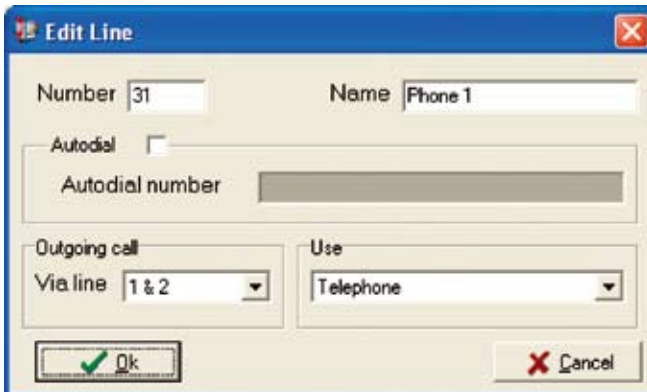 Edit Line
Number 31 Name Phone 1
Autodial
Autodial number
Outgoing call Use
Via line 1 & 2 Telephone
Ok Cancel